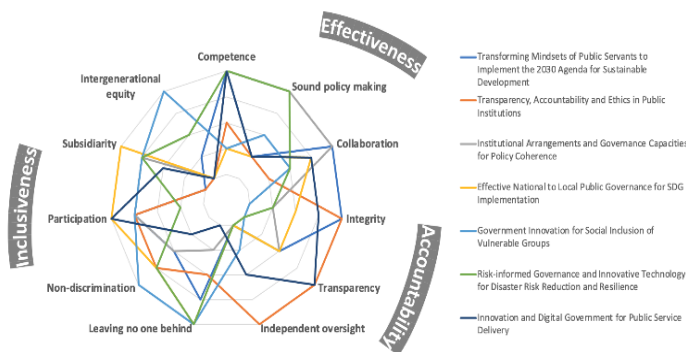 Effectiveness
Competence
Intergenerational
equity
Sound policy making
Subsidiarity
Collaboration
Inclusiveness
Participation
Integrity
Accountability
Non-discrimination
Transparency
Leaving no one behind
Independent oversight
Transforming Mindsets of Public Servants to
Implement the 2030 Agenda for Sustainable
Development
Transparency, Accountability and Ethics in Public
Institutions
Institutional Arrangements and Governance Capacities
for Policy Coherence
Effective National to Local Public Governance for SDG
Implementation
Government Innovation for Social Inclusion of
Vulnerable Groups
Risk-informed Governance and Innovative Technology
for Disaster Risk Reduction and Resilience
Innovation and Digital Government for Public Service
Delivery